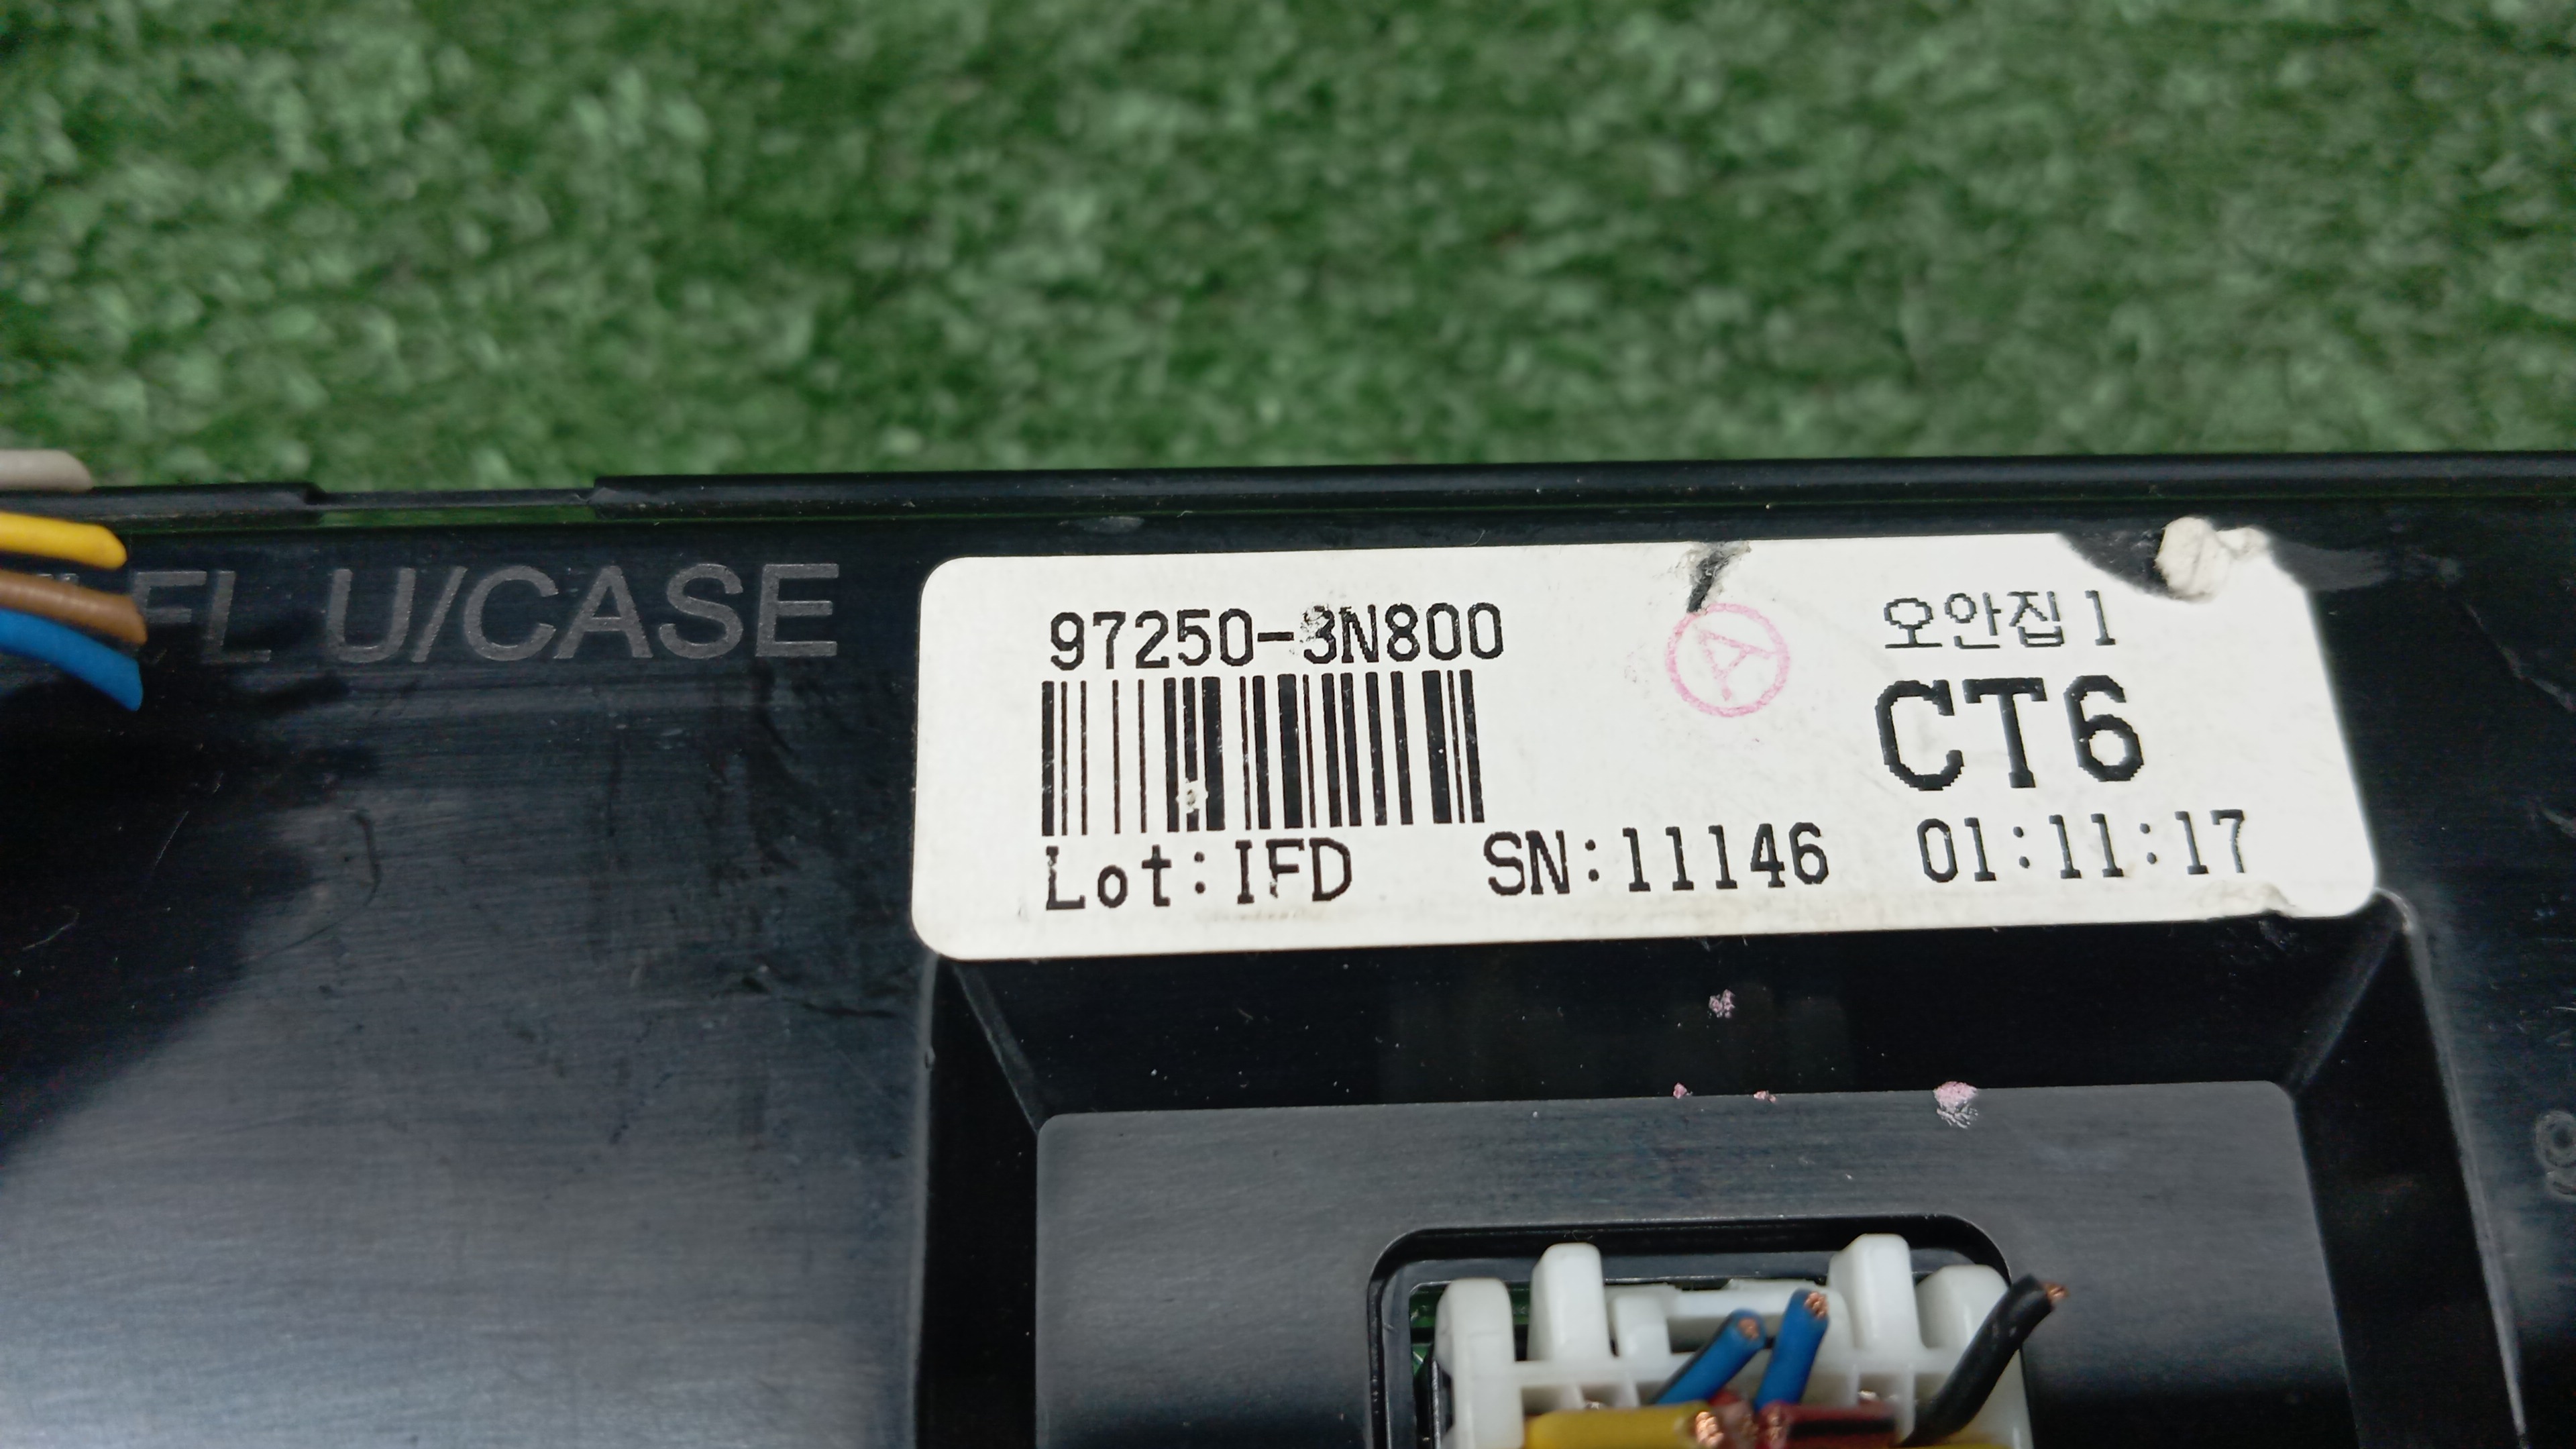 FL U/CASE
97250-3N800
A
오안집1
CT6
Lot:IFD SN:11146 01:11:17